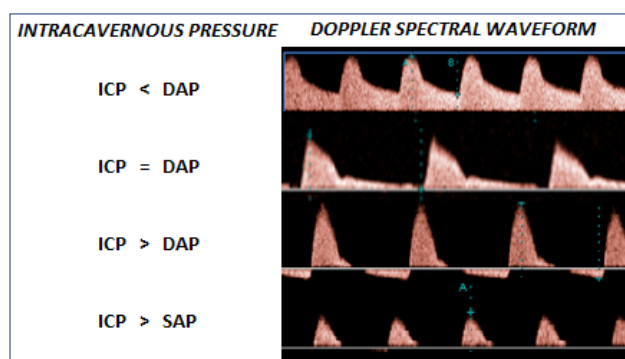 INTRACAVERNOUS PRESSURE DOPPLER SPECTRAL WAVEFORM
ICP < DAP
B
ICP = DAP
ICP > DAP
A
ICP > SAP